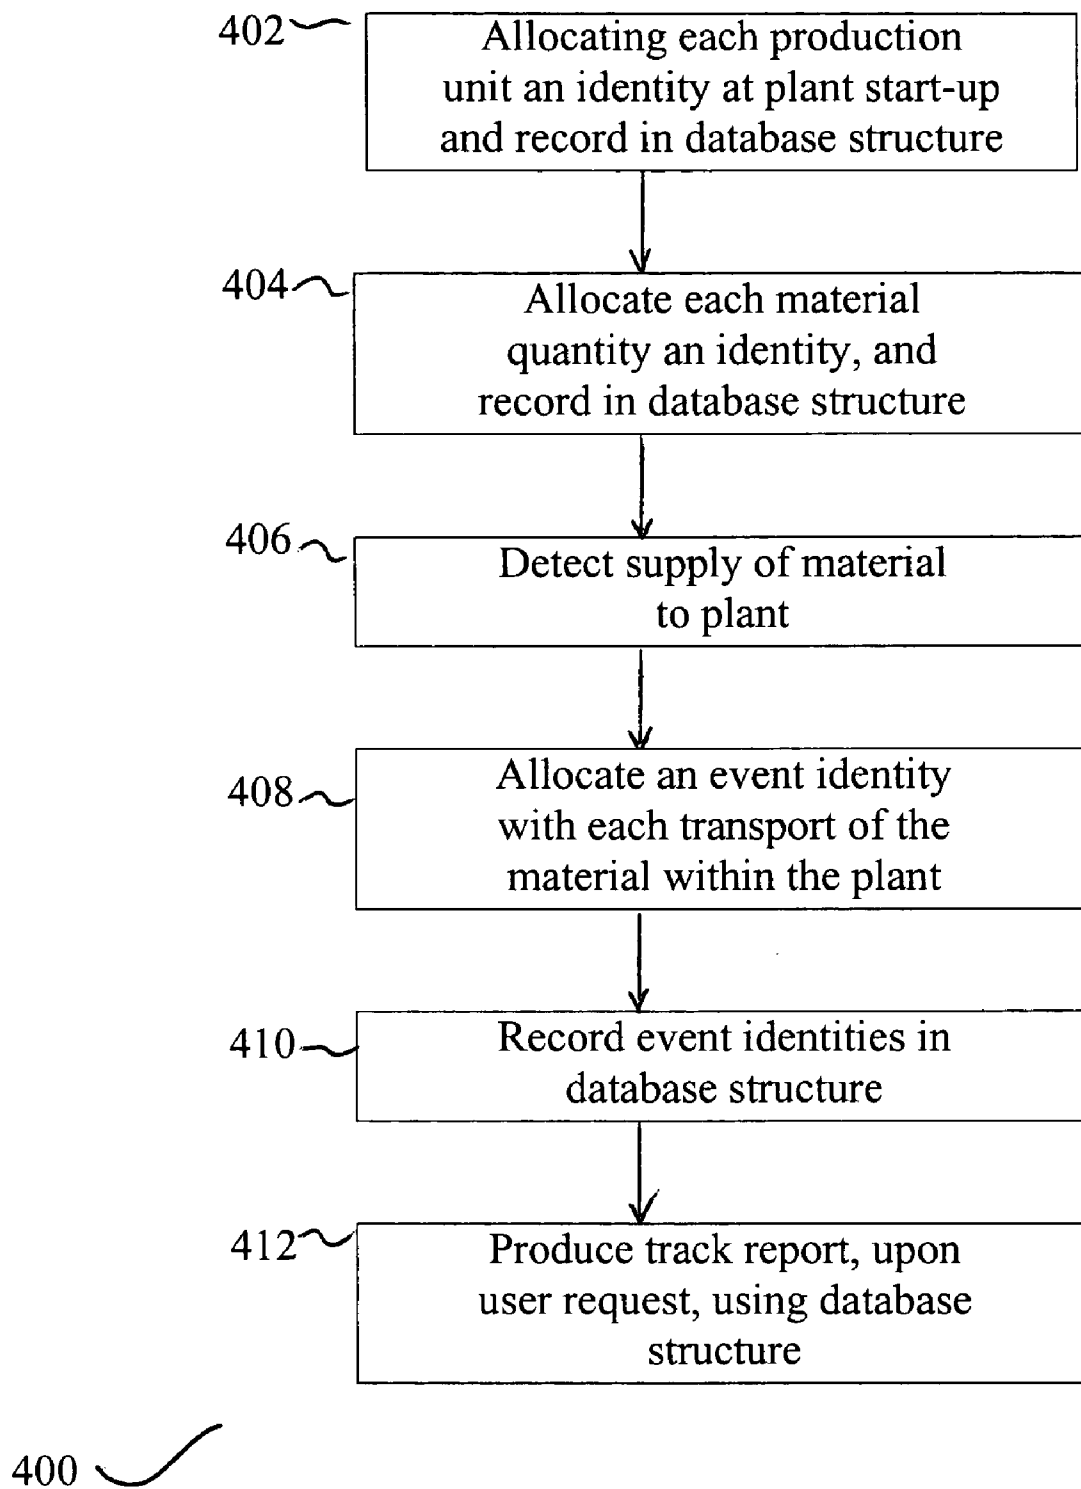 402
Allocating each production
unit an identity at plant start-up
and record in database structure
404
Allocate each material
quantity an identity, and
record in database structure
406
Detect supply of material
to plant
408
Allocate an event identity
with each transport of the
material within the plant
410
Record event identities in
database structure
412
Produce track report, upon
user request, using database
structure
400